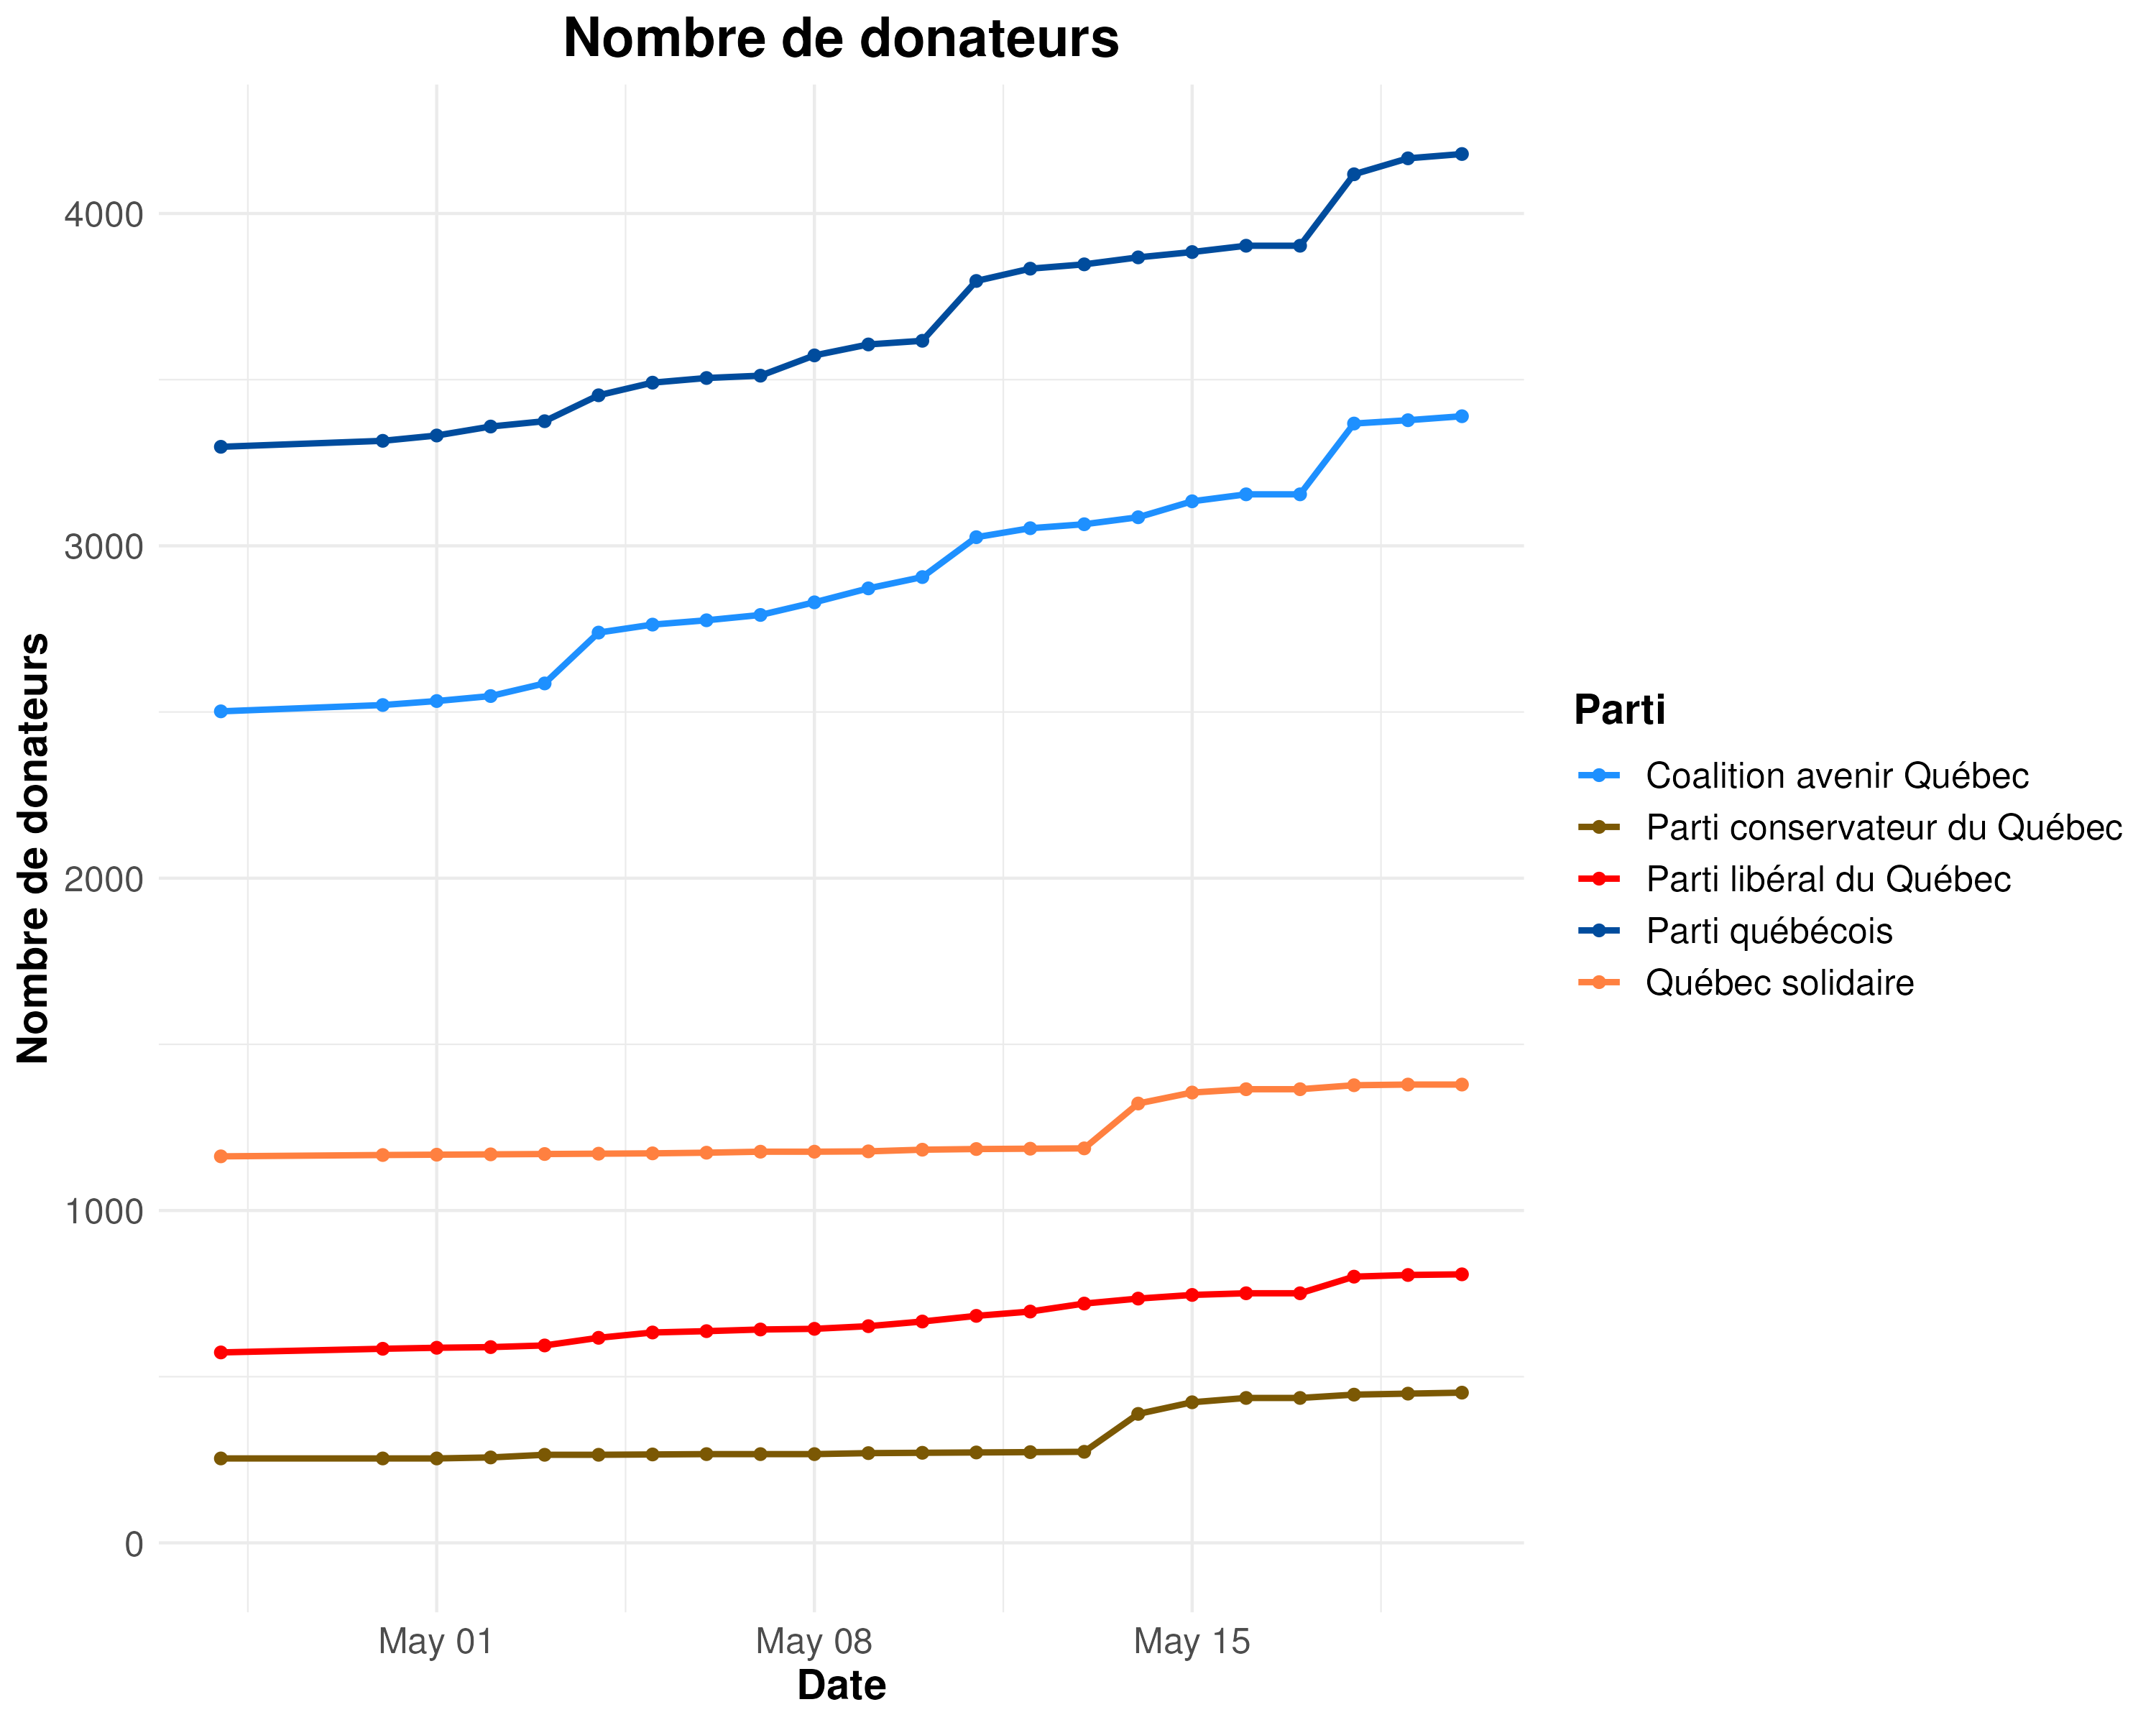 Nombre de donateurs
Nombre de donateurs
4000
3000
2000
1000
0
May 01
May 08
May 15
Date
Parti
Coalition avenir Québec
Parti conservateur du Québec
Parti libéral du Québec
Parti québécois
Québec solidaire